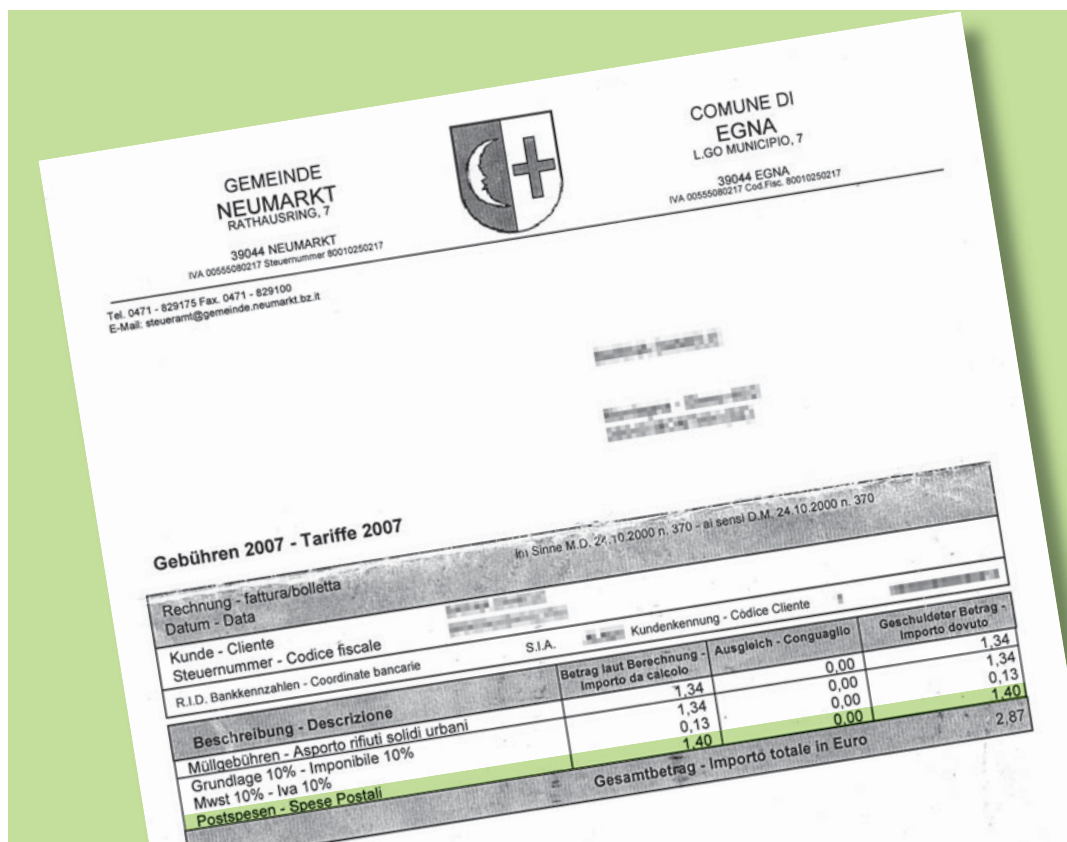 GEMEINDE
NEUMARKT
RATHAUSRING, 7
39044 NEUMARKT
IVA 00555080217 Steuernummer 80010250217
COMUNE DI
EGNA
L.GO MUNICIPIO, 7
39044 EGNA
IVA 00555080217 Cod.Fisc. 80010250217
Tel. 0471 - 829175 Fax. 0471 - 829100
E-Mail: steueramt@gemeinde.neumarkt.bz.it
Gebühren 2007 - Tariffe 2007
Rechnung - fattura/bolletta Im Sinne M.D. 24.10.2000 n. 370 - ai sensi D.M. 24.10.2000 n. 370
Datum - Data
Kunde - Cliente
Steuernummer - Codice fiscale
R.I.D. Bankkennzahlen - Coordinate bancarie S.I.A. Kundenkennung - Codice Cliente
Beschreibung - Descrizione Betrag laut Berechnung - Importo da calcolo Ausgleich - Conguaglio Geschuldeter Betrag - Importo dovuto
Müllgebühren - Asporto rifiuti solidi urbani 1,34 0,00 1,34
Grundlage 10% - Imponibile 10% 1,34 0,00 1,34
Mwst 10% - Iva 10% 0,13 0,00 0,13
Postspesen - Spese Postali 1,40 0,00 1,40
Gesamtbetrag - Importo totale in Euro 2,87